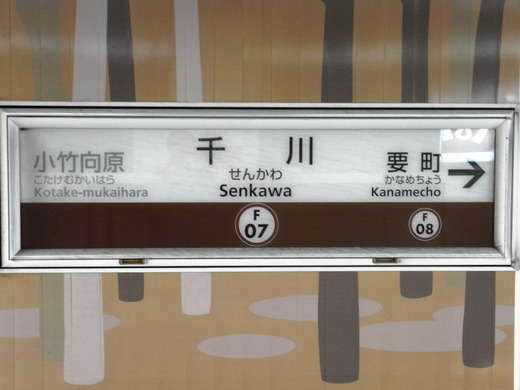 小竹向原
こたけむかいはら
Kotake-mukaihara
千川
せんかわ
Senkawa
F
07
要町
かなめちょう
Kanamecho
F
08